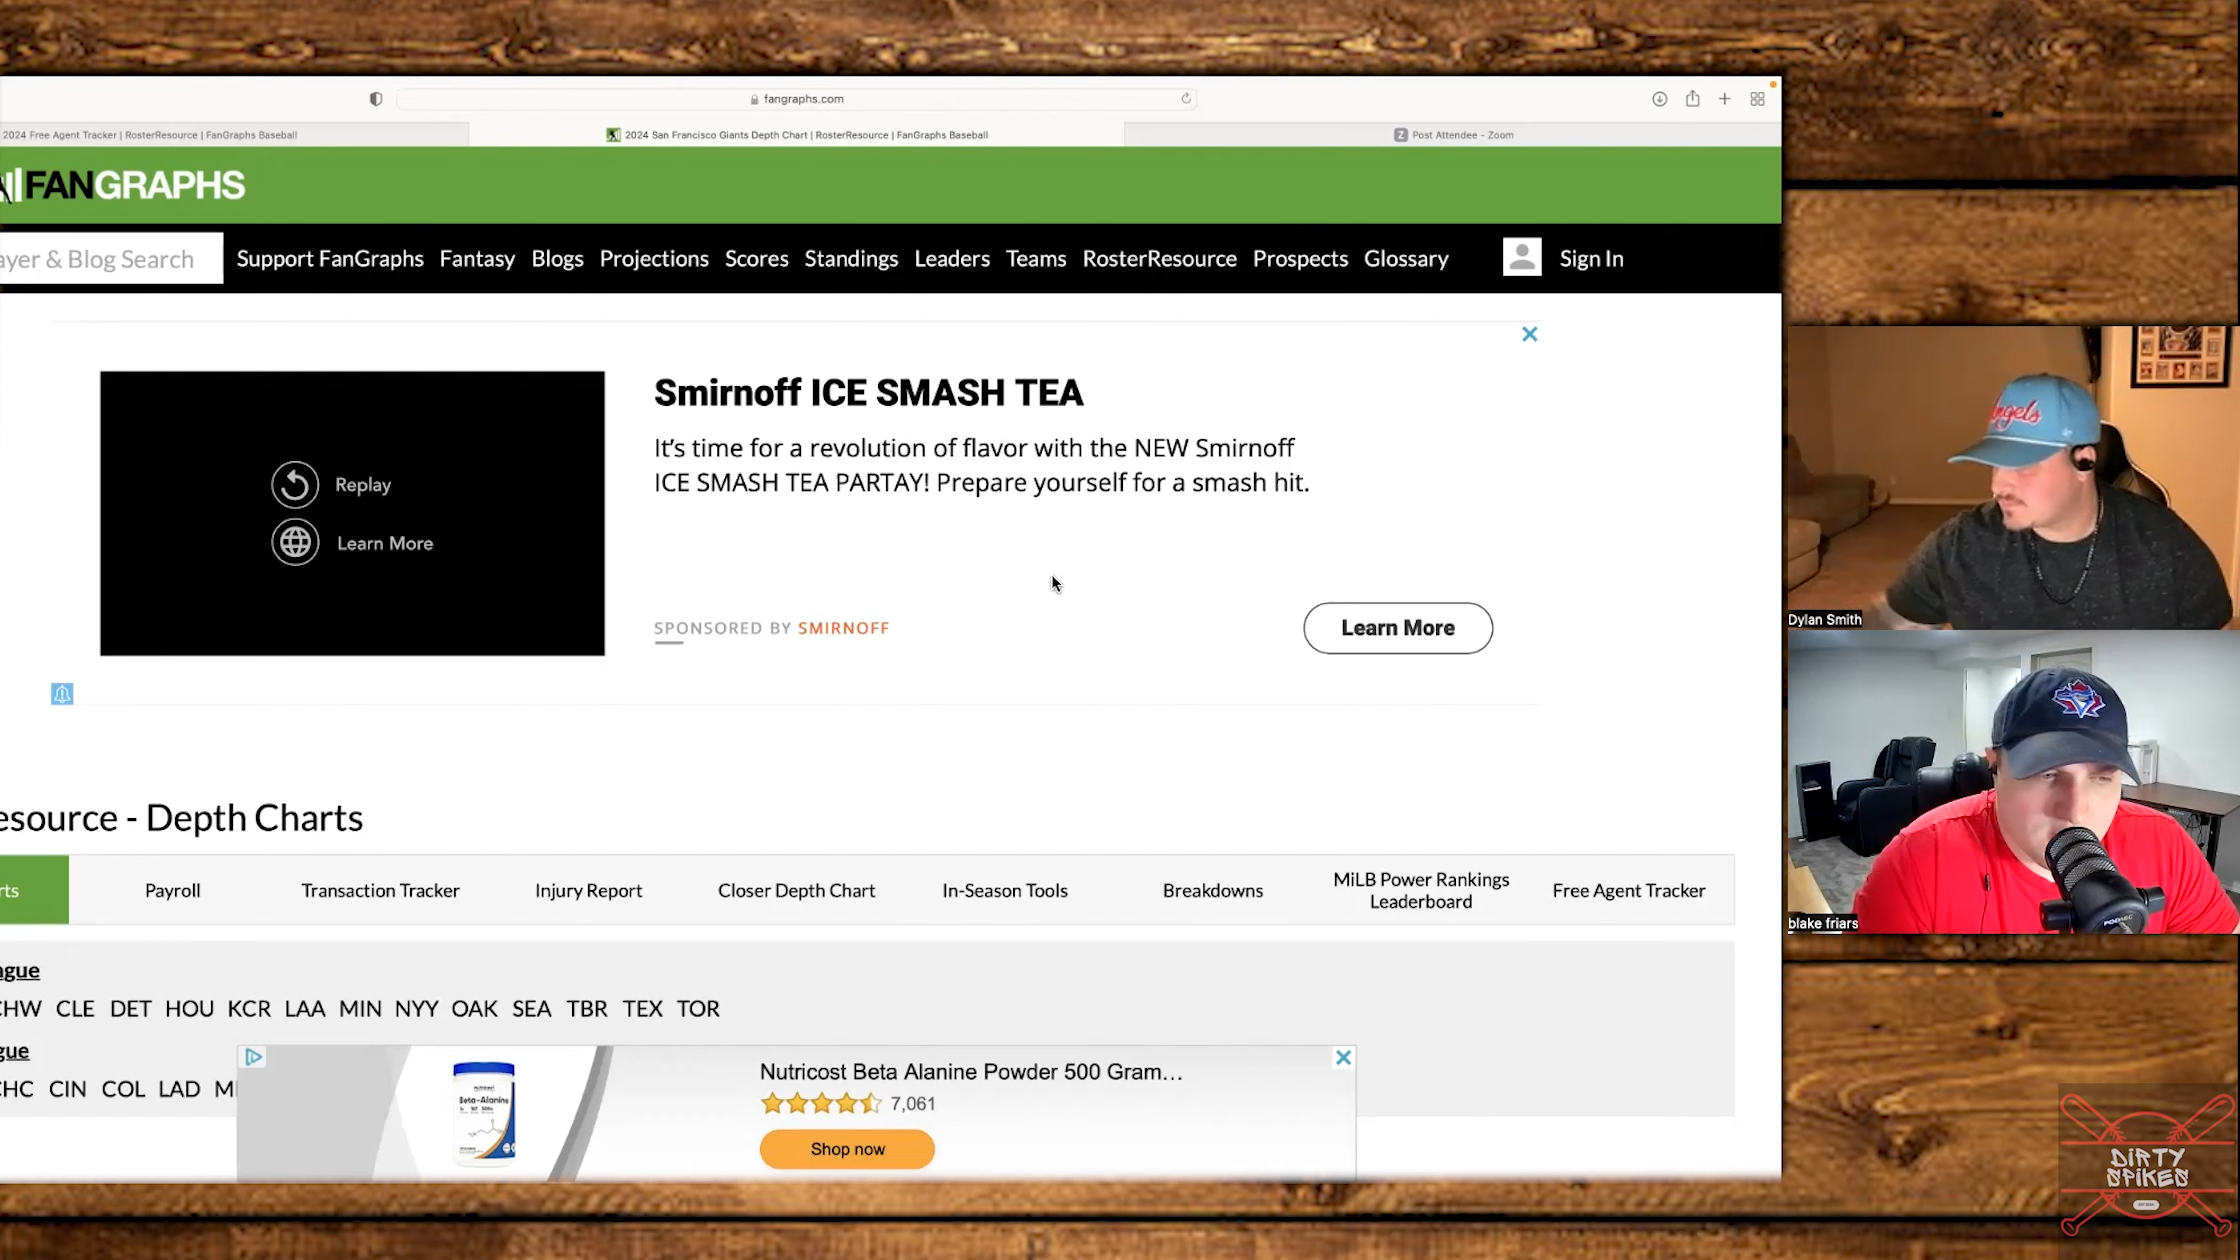 fangraphs.com
2024 Free Agent Tracker | RosterResource | FanGraphs Baseball
2024 San Francisco Giants Depth Chart | RosterResource | FanGraphs Baseball
Z Post Attendee - Zoom
FANGRAPHS
ayer & Blog Search
Support FanGraphs Fantasy Blogs Projections Scores Standings Leaders Teams RosterResource Prospects Glossary Sign In
Smirnoff ICE SMASH TEA
It's time for a revolution of flavor with the NEW Smirnoff
ICE SMASH TEA PARTAY! Prepare yourself for a smash hit.
Replay
Learn More
SPONSORED BY SMIRNOFF
Learn More
Angels
Dylan Smith
esource - Depth Charts
rts Payroll Transaction Tracker Injury Report Closer Depth Chart In-Season Tools Breakdowns MiLB Power Rankings
Leaderboard Free Agent Tracker
blake friars
ague
CHW CLE DET HOU KCR LAA MIN NYY OAK SEA TBR TEX TOR
gue
CHC CIN COL LAD MI
Nutricost Beta Alanine Powder 500 Gram...
7,061
Shop now
Beta-Alanine
DIRTY
SPIKES